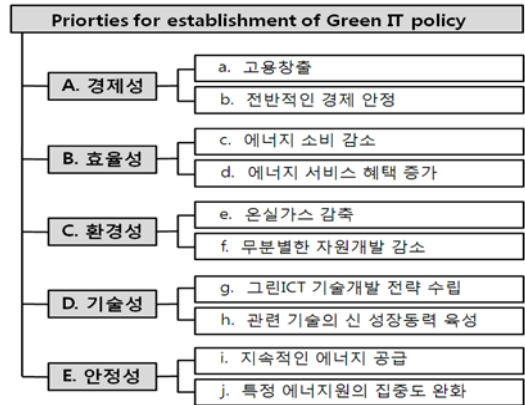 Priorties for establishment of Green IT policy
A. 경제성
a. 고용창출
b. 전반적인 경제 안정
B. 효율성
c. 에너지 소비 감소
d. 에너지 서비스 혜택 증가
C. 환경성
e. 온실가스 감축
f. 무분별한 자원개발 감소
D. 기술성
g. 그린ICT 기술개발 전략 수립
h. 관련 기술의 신 성장동력 육성
E. 안정성
i. 지속적인 에너지 공급
j. 특정 에너지원의 집중도 완화